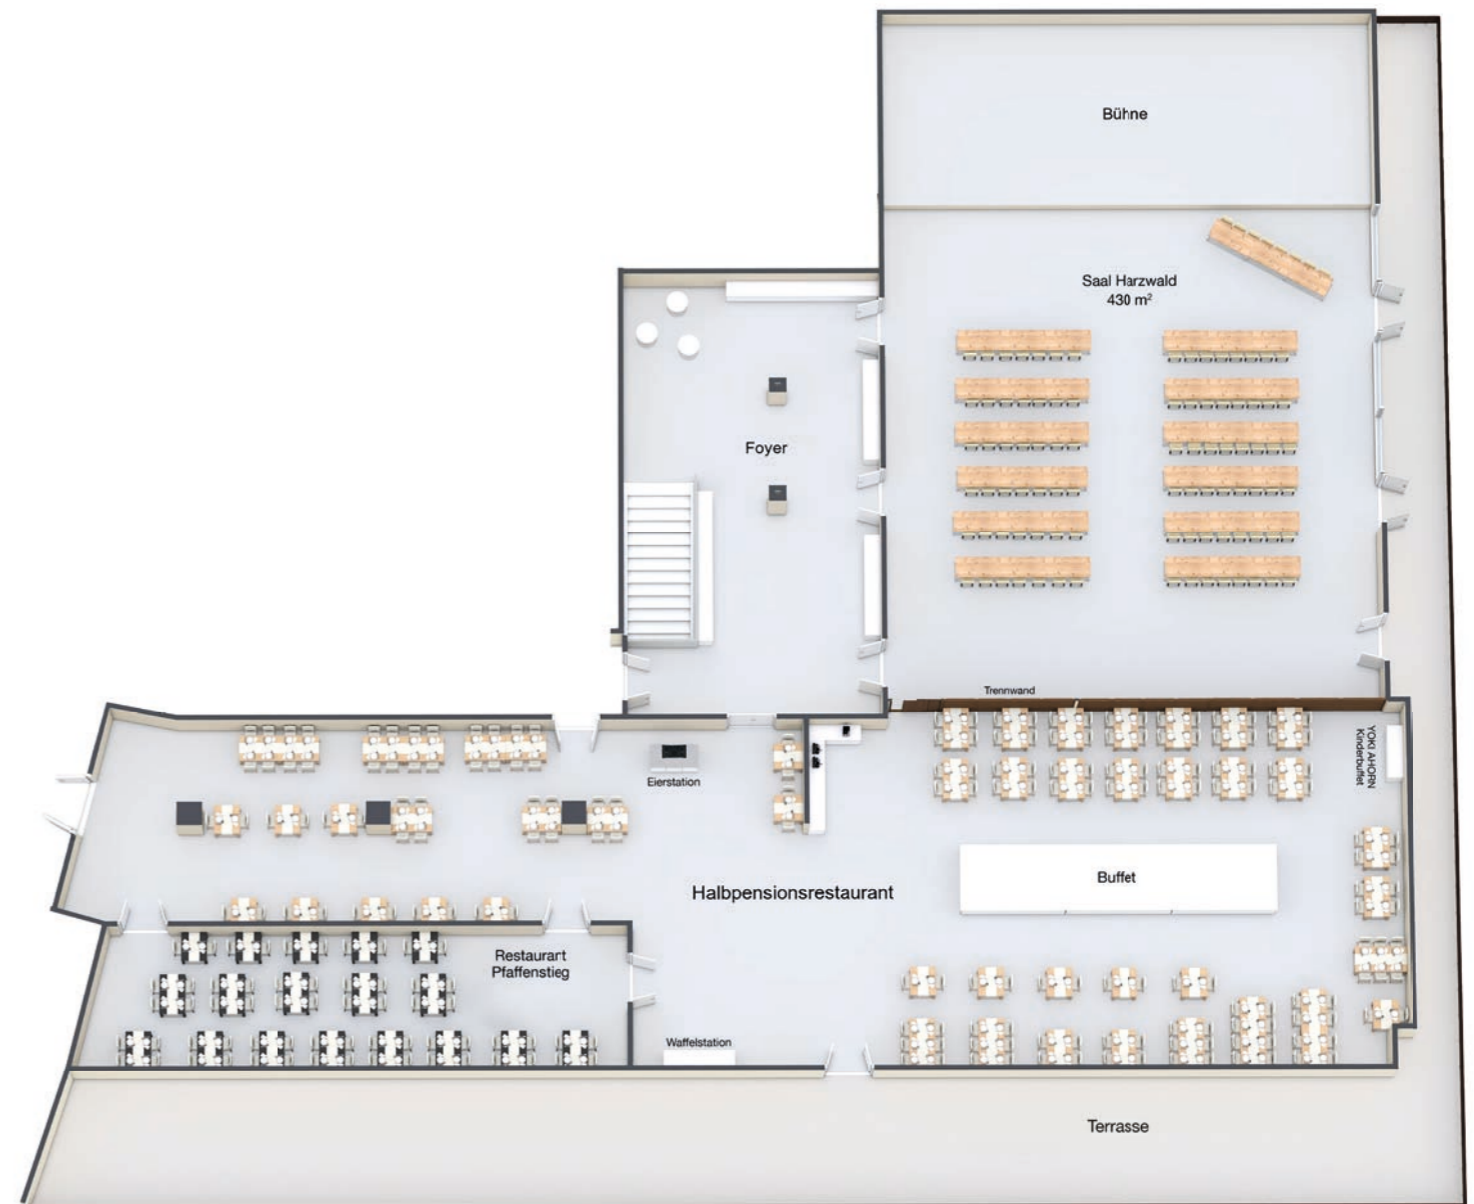 Bühne
Saal Harzwald
430 m²
Foyer
Trennwand
YOKI AHORN
Kinderbuffet
Eierstation
Buffet
Halbpensionsrestaurant
Restaurart
Pfaffenstieg
Waffelstation
Terrasse